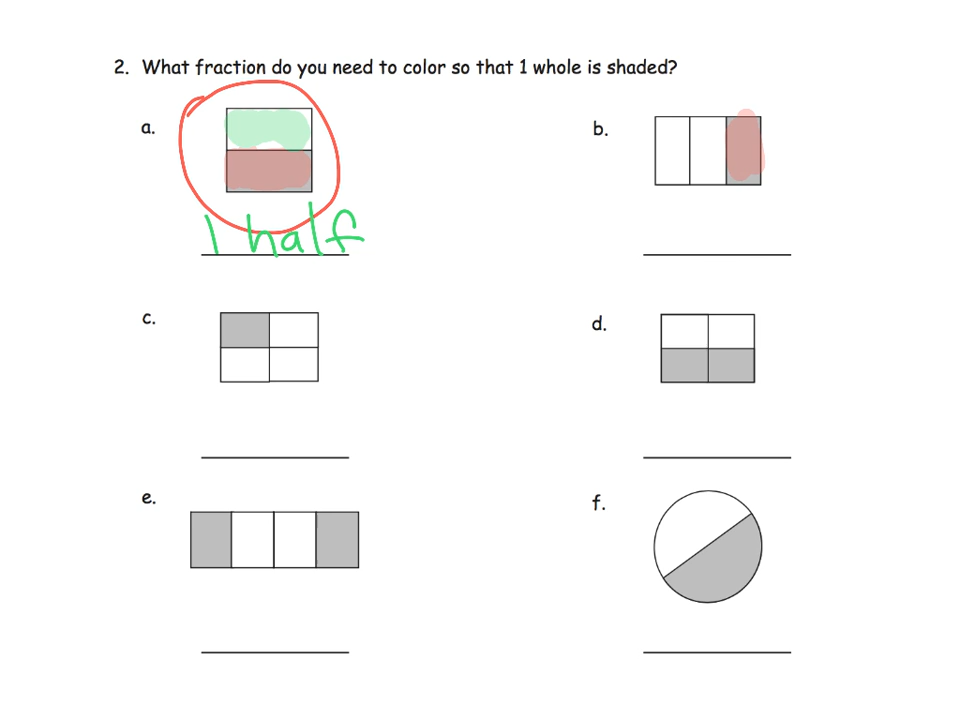 2. What fraction do you need to color so that 1 whole is shaded?
a.
b.
1 half
c.
d.
e.
f.